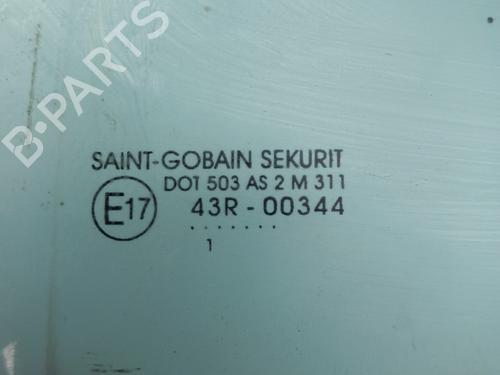 B-PARTS
SAINT-GOBAIN SEKURIT
DOT 503 AS 2 M 311
E17 43R - 00344
.......
1